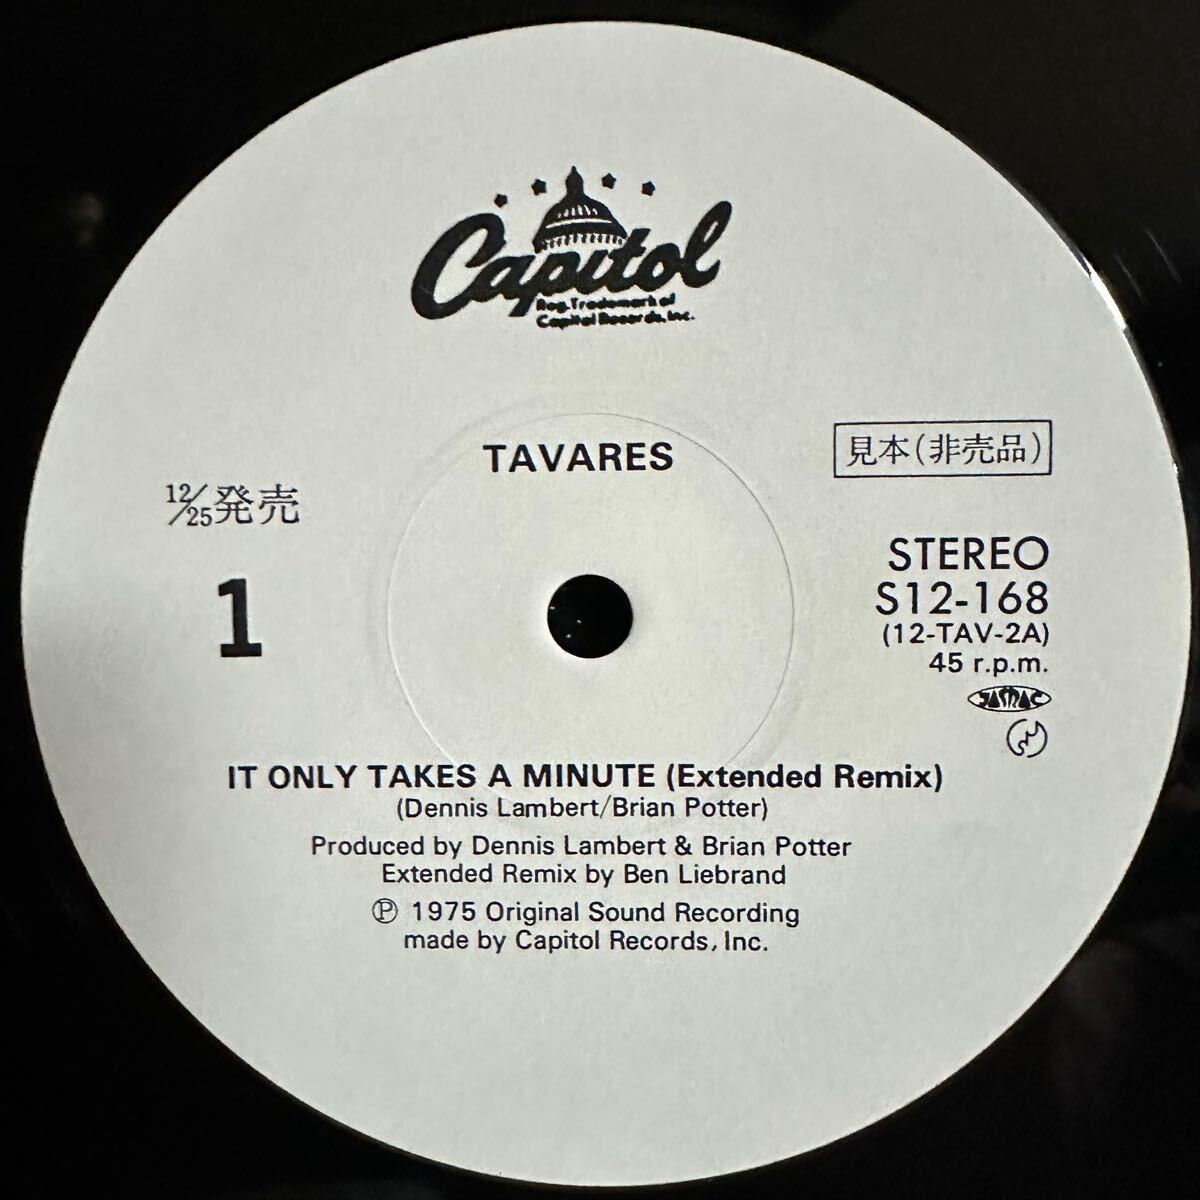 Capitol
Reg. Trademark of
Capitol Records, Inc.
TAVARES
見本(非売品)
12/25発売
1
STEREO
S12-168
(12-TAV-2A)
45 r.p.m.
JASRAC
IT ONLY TAKES A MINUTE (Extended Remix)
(Dennis Lambert/Brian Potter)
Produced by Dennis Lambert & Brian Potter
Extended Remix by Ben Liebrand
Ⓟ 1975 Original Sound Recording
made by Capitol Records, Inc.